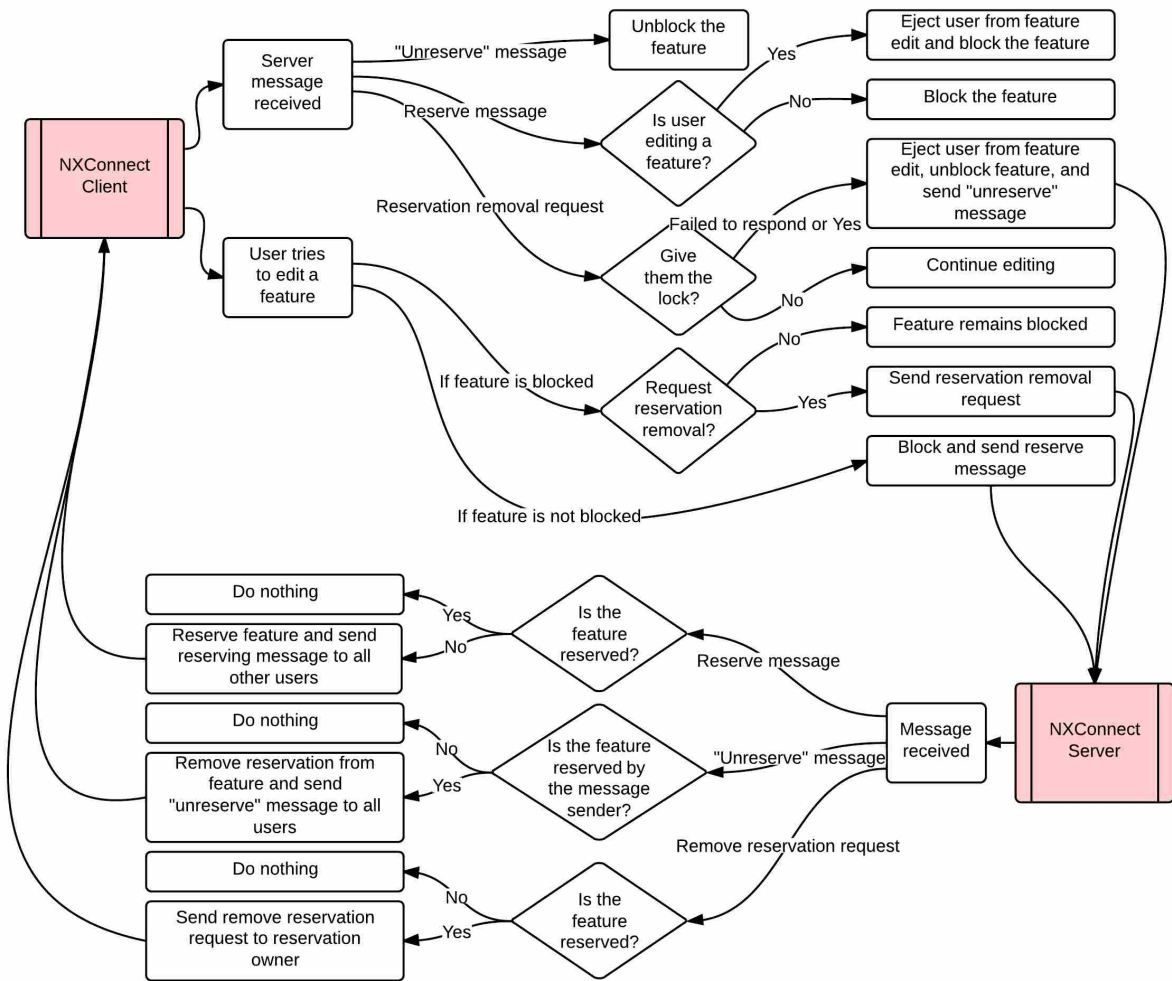 NXConnect
Client
Server
message
received
"Unreserve" message
Unblock the
feature
Reserve message
Is user
editing a
feature?
Yes
Eject user from feature
edit and block the feature
No
Block the feature
Reservation removal request
Give
them the
lock?
Failed to respond or Yes
Eject user from feature
edit, unblock feature, and
send "unreserve"
message
No
Continue editing
User tries
to edit a
feature
If feature is blocked
Request
reservation
removal?
No
Feature remains blocked
Yes
Send reservation removal
request
If feature is not blocked
Block and send reserve
message
NXConnect
Server
Message
received
Reserve message
Is the
feature
reserved?
Yes
Do nothing
No
Reserve feature and send
reserving message to all
other users
"Unreserve" message
Is the feature
reserved by
the message
sender?
No
Do nothing
Yes
Remove reservation from
feature and send
"unreserve" message to all
users
Remove reservation request
Is the
feature
reserved?
No
Do nothing
Yes
Send remove reservation
request to reservation
owner